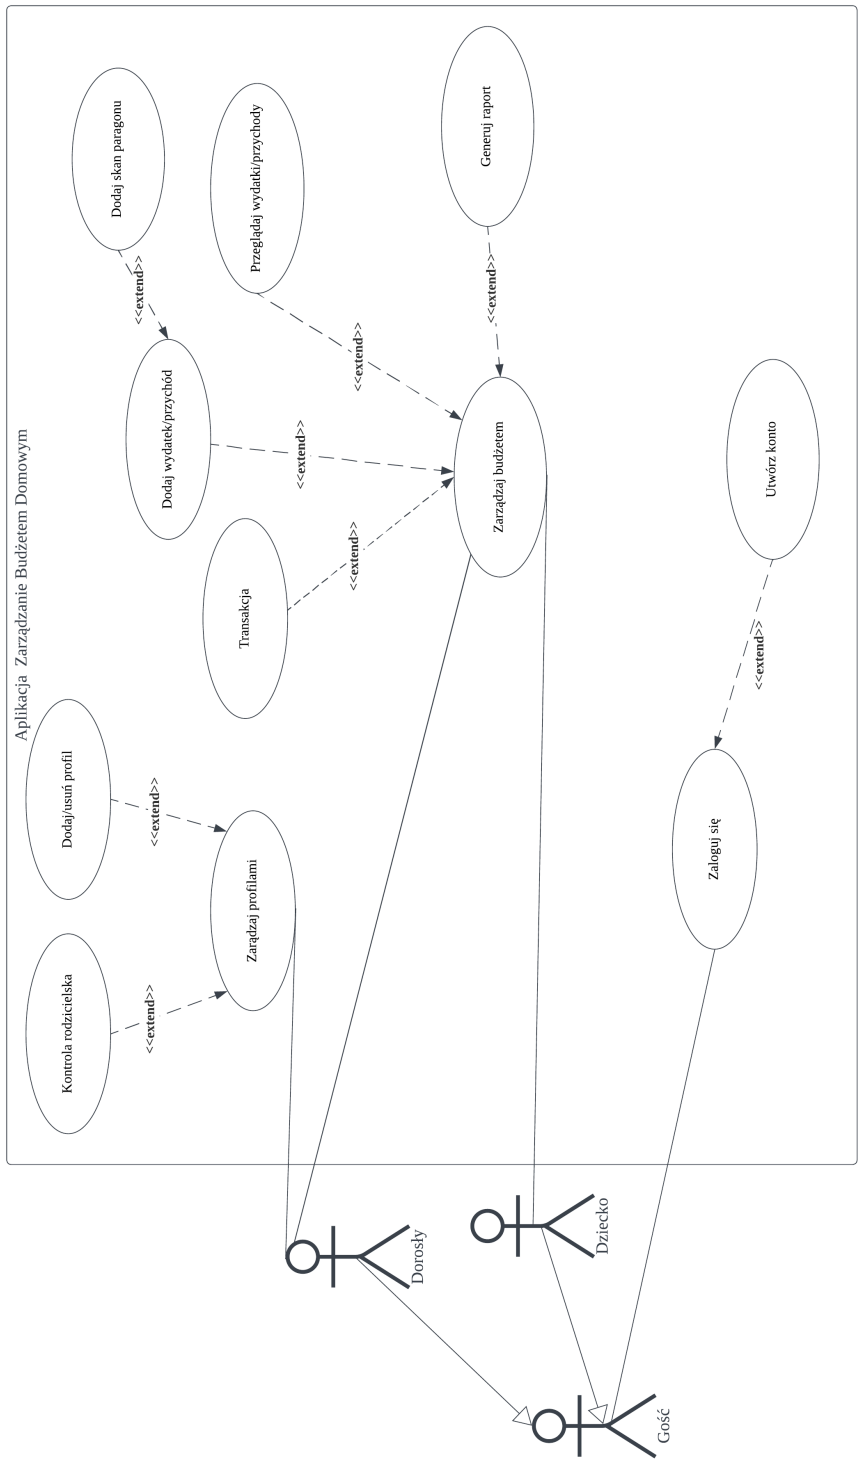 Aplikacja Zarządzanie Budżetem Domowym
Kontrola rodzicielska
<<extend>>
Dodaj/usuń profil
<<extend>>
Zarądzaj profilami
Transakcja
<<extend>>
Dodaj wydatek/przychód
<<extend>>
Dodaj skan paragonu
<<extend>>
Przeglądaj wydatki/przychody
<<extend>>
Generuj raport
<<extend>>
Zarządzaj budżetem
Utwórz konto
<<extend>>
Zaloguj się
Dorosły
Dziecko
Gość